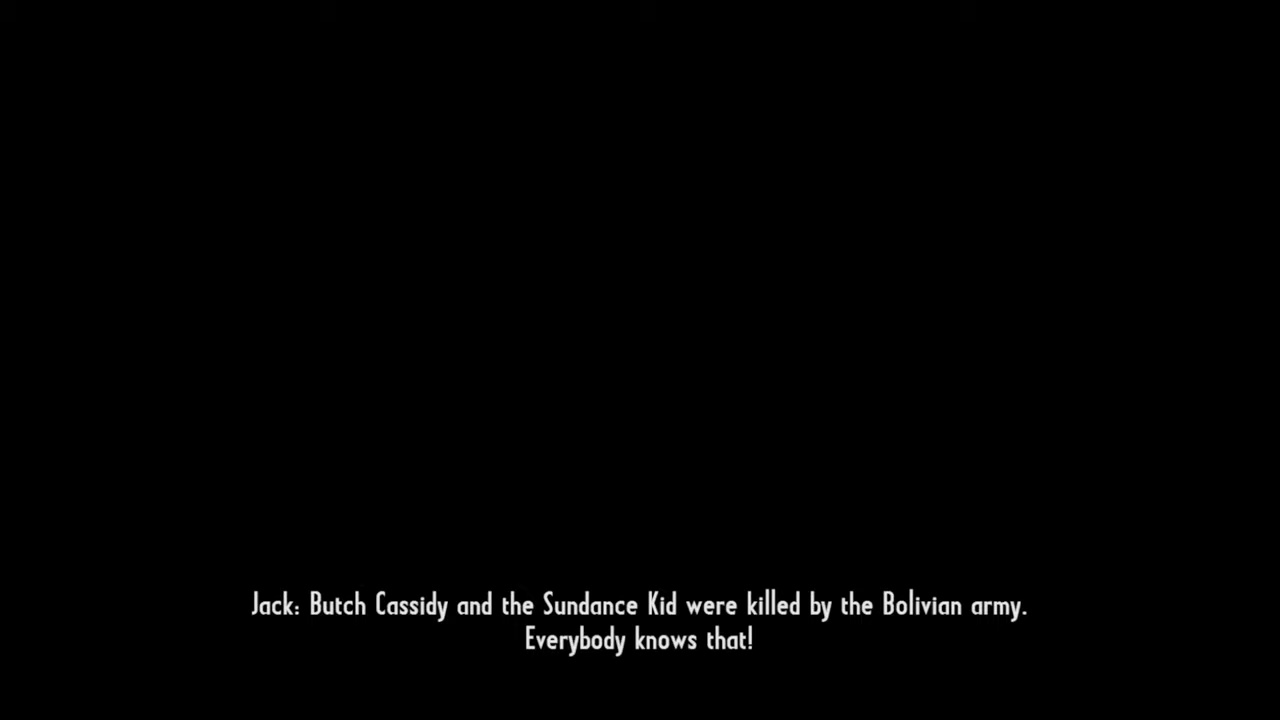 Jack: Butch Cassidy and the Sundance Kid were killed by the Bolivian army.
Everybody knows that!